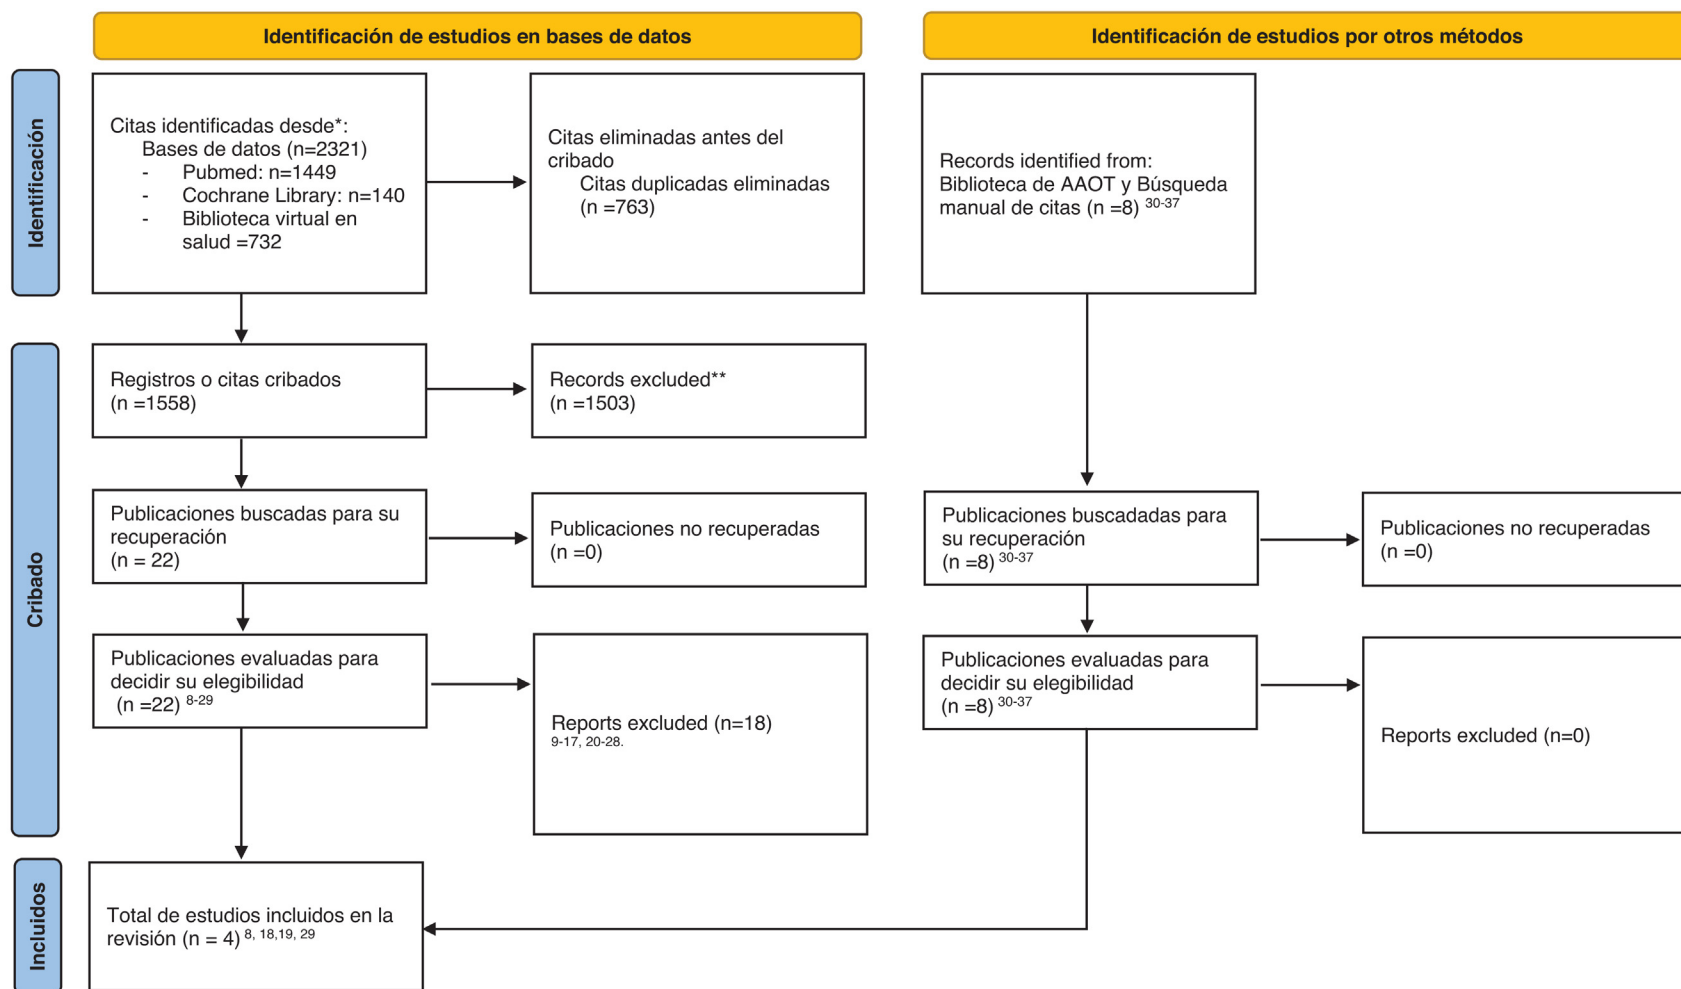 Identificación de estudios en bases de datos
Identificación de estudios por otros métodos
Identificación
Citas identificadas desde*:
Bases de datos (n=2321)
- Pubmed: n=1449
- Cochrane Library: n=140
- Biblioteca virtual en
salud =732
Citas eliminadas antes del
cribado
Citas duplicadas eliminadas
(n =763)
Records identified from:
Biblioteca de AAOT y Búsqueda
manual de citas (n =8) 30-37
Cribado
Registros o citas cribados
(n =1558)
Records excluded**
(n =1503)
Publicaciones buscadas para su
recuperación
(n = 22)
Publicaciones no recuperadas
(n =0)
Publicaciones buscadadas para
su recuperación
(n =8) 30-37
Publicaciones no recuperadas
(n =0)
Publicaciones evaluadas para
decidir su elegibilidad
(n =22) 8-29
Reports excluded (n=18)
9-17, 20-28.
Publicaciones evaluadas para
decidir su elegibilidad
(n =8) 30-37
Reports excluded (n=0)
Incluidos
Total de estudios incluidos en la
revisión (n = 4) 8, 18,19, 29